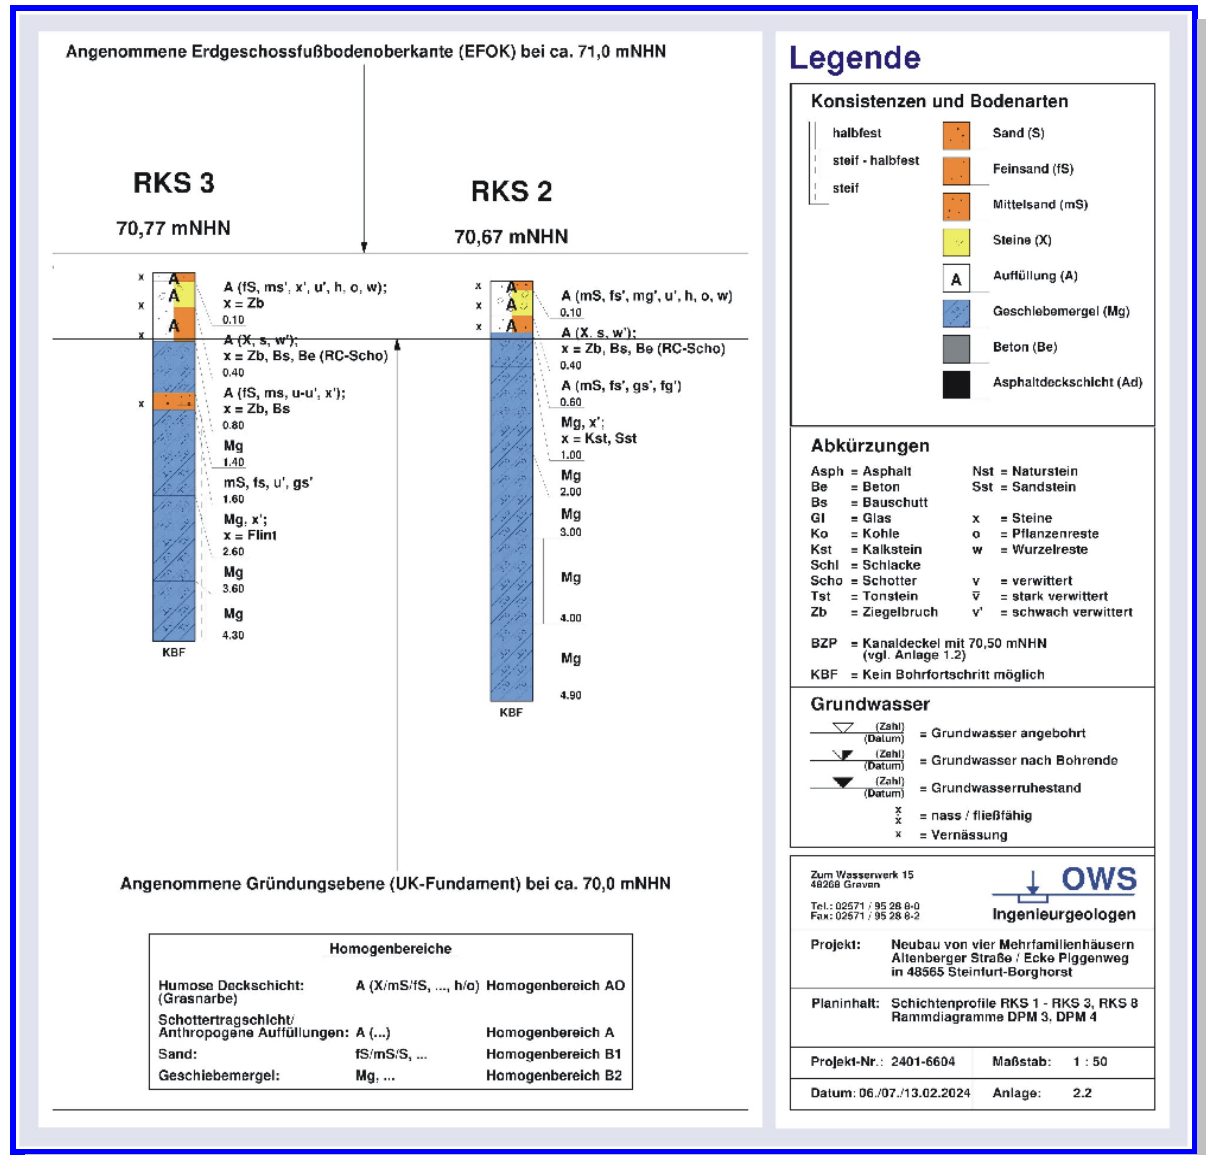 Angenommene Erdgeschossfußbodenoberkante (EFOK) bei ca. 71,0 mNHN
RKS 3
70,77 mNHN
x
A
x
A
x
A
x
x
A (fS, ms', x', u', h, o, w);
x = Zb
0.10
A (X, s, w');
x = Zb, Bs, Be (RC-Scho)
0.40
A (fS, ms, u-u', x');
x = Zb, Bs
0.80
Mg
1.40
mS, fs, u', gs'
1.60
Mg, x';
x = Flint
2.60
Mg
3.60
Mg
4.30
KBF
RKS 2
70,67 mNHN
x
A
x
A
x
A
A (mS, fs', mg', u', h, o, w)
0.10
A (X. s, w');
x = Zb, Bs, Be (RC-Scho)
0.40
A (mS, fs', gs', fg')
0.60
Mg, x';
x = Kst, Sst
1.00
Mg
2.00
Mg
3.00
Mg
4.00
Mg
4.90
KBF
Angenommene Gründungsebene (UK-Fundament) bei ca. 70,0 mNHN
Homogenbereiche
Humose Deckschicht: A (X/mS/fS, ..., h/o) Homogenbereich AO
(Grasnarbe)
Schottertragschicht/
Anthropogene Auffüllungen: A (...) Homogenbereich A
Sand: fS/mS/S, ... Homogenbereich B1
Geschiebemergel: Mg, ... Homogenbereich B2
Legende
Konsistenzen und Bodenarten
halbfest
steif - halbfest
steif
Sand (S)
Feinsand (fS)
Mittelsand (mS)
Steine (X)
A Auffüllung (A)
Geschiebemergel (Mg)
Beton (Be)
Asphaltdeckschicht (Ad)
Abkürzungen
Asph = Asphalt Nst = Naturstein
Be = Beton Sst = Sandstein
Bs = Bauschutt
Gl = Glas x = Steine
Ko = Kohle o = Pflanzenreste
Kst = Kalkstein w = Wurzelreste
Schl = Schlacke
Scho = Schotter v = verwittert
Tst = Tonstein v̅ = stark verwittert
Zb = Ziegelbruch v' = schwach verwittert
BZP = Kanaldeckel mit 70,50 mNHN
(vgl. Anlage 1.2)
KBF = Kein Bohrfortschritt möglich
Grundwasser
(Zahl)
(Datum) = Grundwasser angebohrt
(Zahl)
(Datum) = Grundwasser nach Bohrende
(Zahl)
(Datum) = Grundwasserruhestand
x
x = nass / fließfähig
x = Vernässung
Zum Wasserwerk 15
48268 Greven
Tel.: 02571 / 95 28 8-0
Fax: 02571 / 95 28 8-2
OWS
Ingenieurgeologen
Projekt: Neubau von vier Mehrfamilienhäusern
Altenberger Straße / Ecke Piggenweg
in 48565 Steinfurt-Borghorst
Planinhalt: Schichtenprofile RKS 1 - RKS 3, RKS 8
Rammdiagramme DPM 3, DPM 4
Projekt-Nr.: 2401-6604 Maßstab: 1 : 50
Datum: 06./07./13.02.2024 Anlage: 2.2